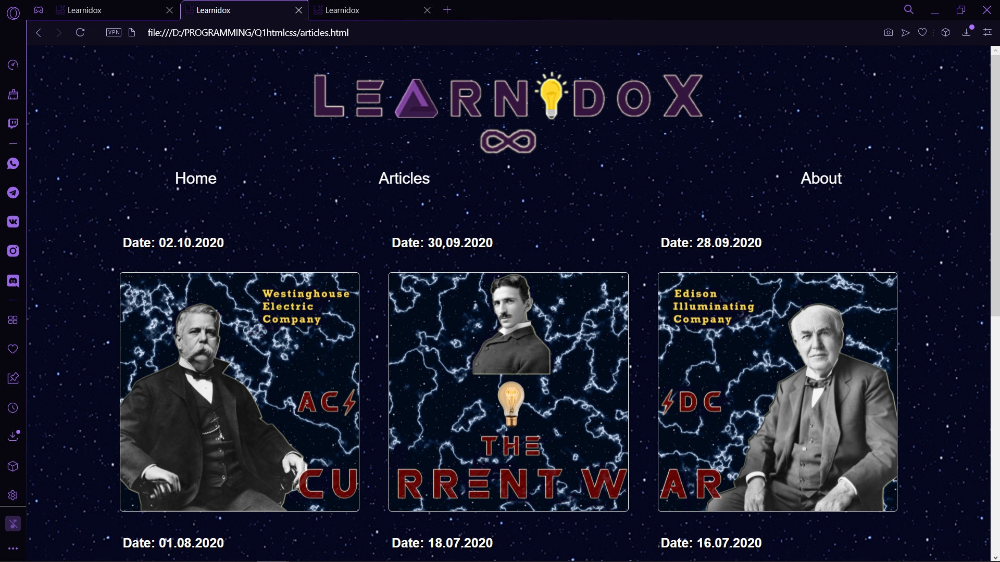 Learnidox
Learnidox
Learnidox
VPN
file:///D:/PROGRAMMING/Q1htmlcss/articles.html
LEARNIDOX
Home
Articles
About
Date: 02.10.2020
Date: 30.09.2020
Date: 28.09.2020
Westinghouse
Electric
Company
AC
CU
THE
RRENT W
Edison
Illuminating
Company
DC
AR
Date: 01.08.2020
Date: 18.07.2020
Date: 16.07.2020